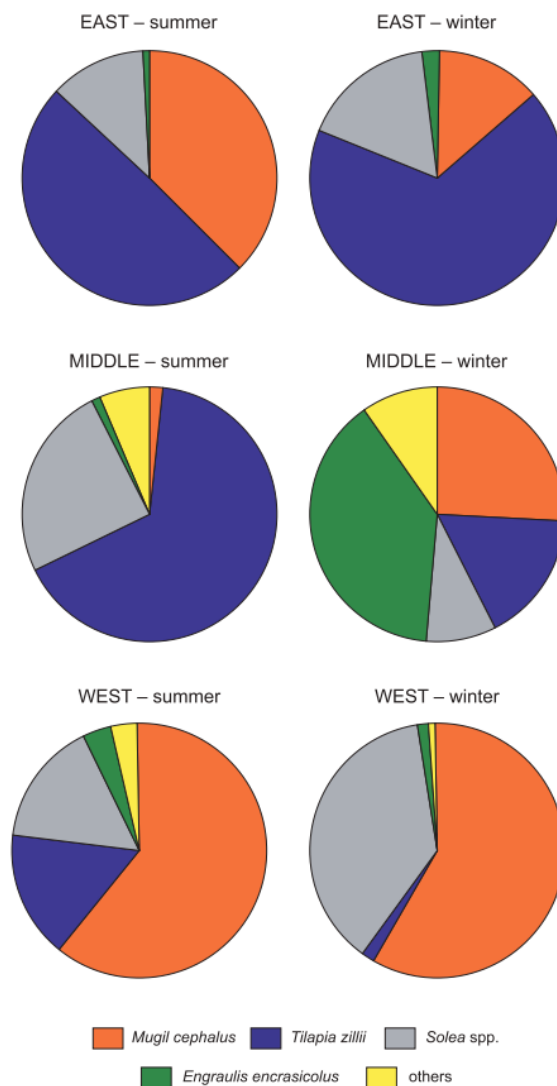 EAST – summer
EAST – winter
MIDDLE – summer
MIDDLE – winter
WEST – summer
WEST – winter
Mugil cephalus
Tilapia zillii
Solea spp.
Engraulis encrasicolus
others